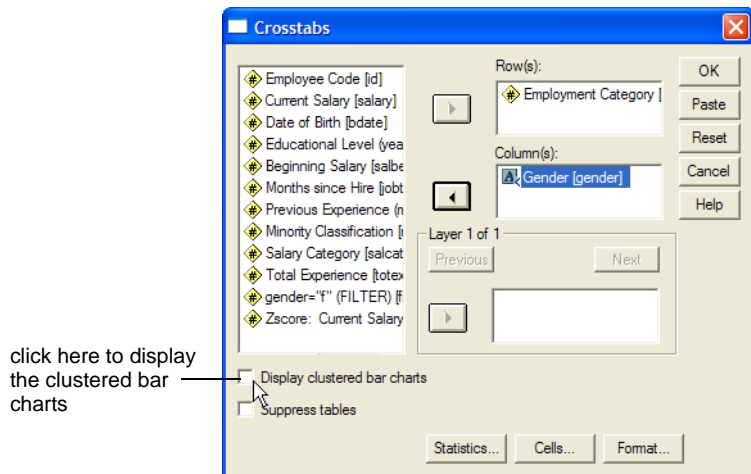 Crosstabs
Employee Code [id]
Current Salary [salary]
Date of Birth [bdate]
Educational Level (yea
Beginning Salary [salbe
Months since Hire [jobt
Previous Experience (m
Minority Classification [
Salary Category [salcat
Total Experience [totex
gender="f" (FILTER) [f
Zscore: Current Salary
Row(s):
Employment Category [
Column(s):
Gender [gender]
Layer 1 of 1
Previous
Next
OK
Paste
Reset
Cancel
Help
click here to display
the clustered bar
charts
Display clustered bar charts
Suppress tables
Statistics...
Cells...
Format...